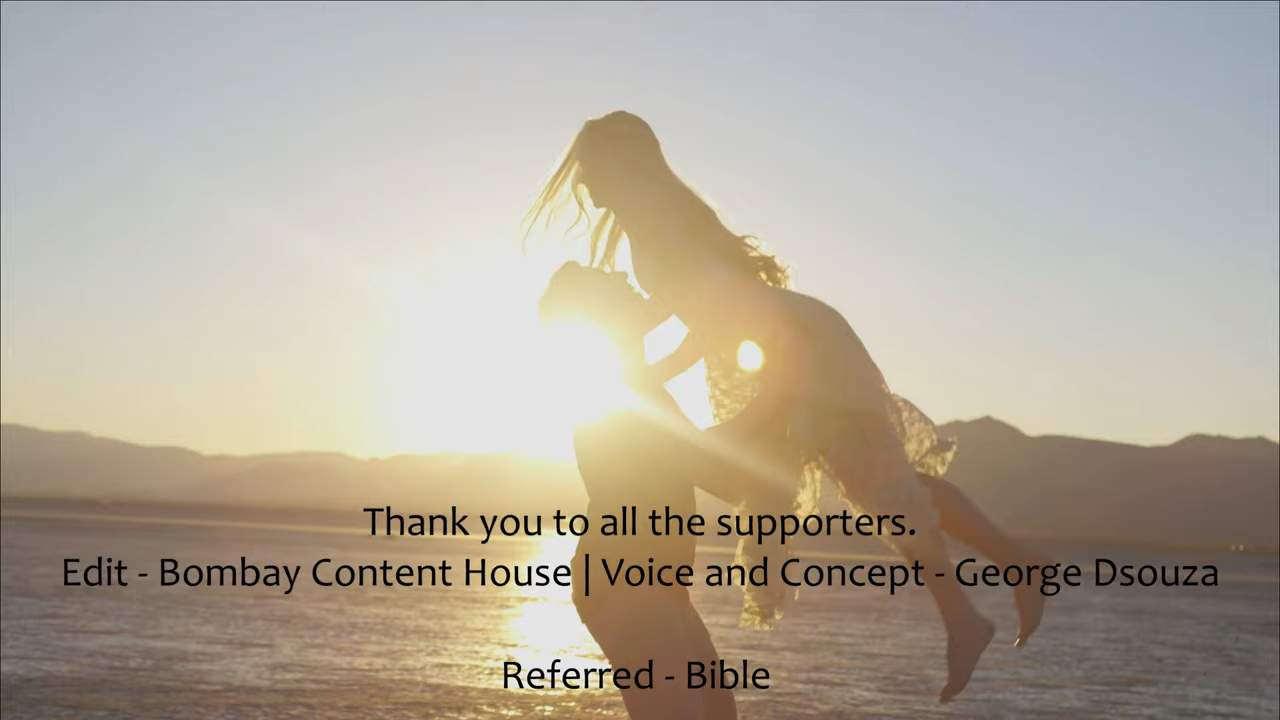 Thank you to all the supporters.
Edit - Bombay Content House | Voice and Concept - George Dsouza
Referred - Bible